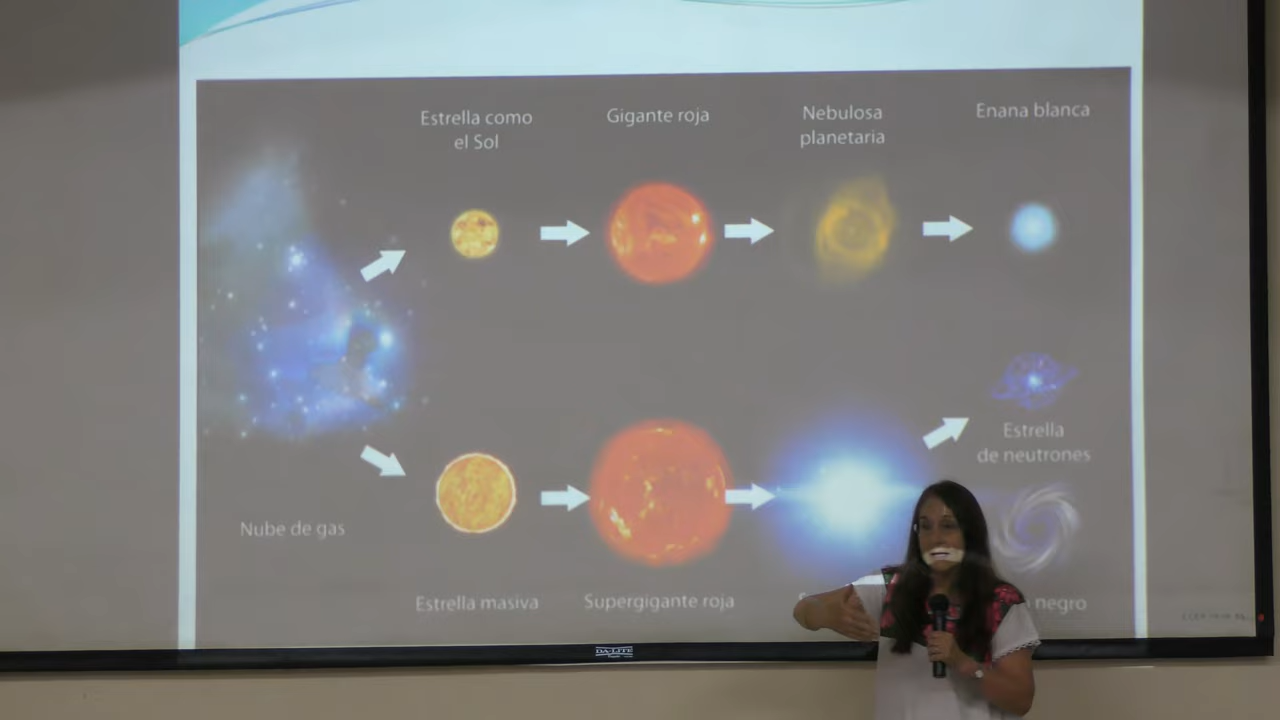 Estrella como
el Sol
Gigante roja
Nebulosa
planetaria
Enana blanca
Estrella
de neutrones
Nube de gas
Estrella masiva
Supergigante roja
negro
DA-LITE